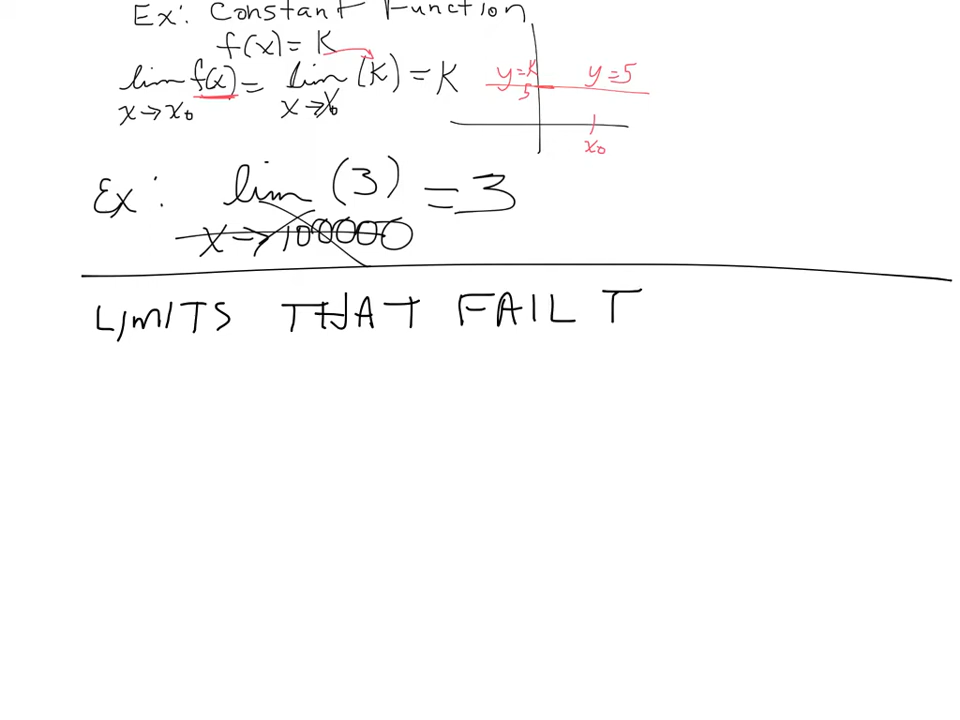 Ex: Constant Function
f(x) = K
lim f(x) = lim (K) = K
x → x₀ x → x₀
y = K y = 5
5
x₀
Ex: lim (3) = 3
x → 100000
LIMITS THAT FAIL T